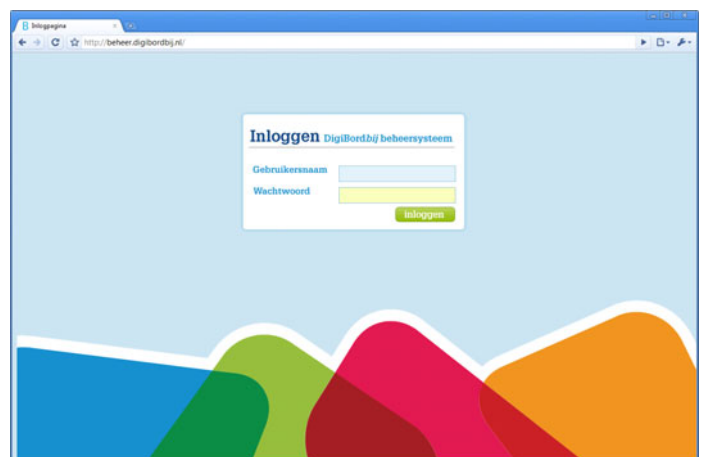 Inlogpagina
http://beheer.digibordbij.nl/
Inloggen DigiBordbij beheersysteem
Gebruikersnaam
Wachtwoord
inloggen